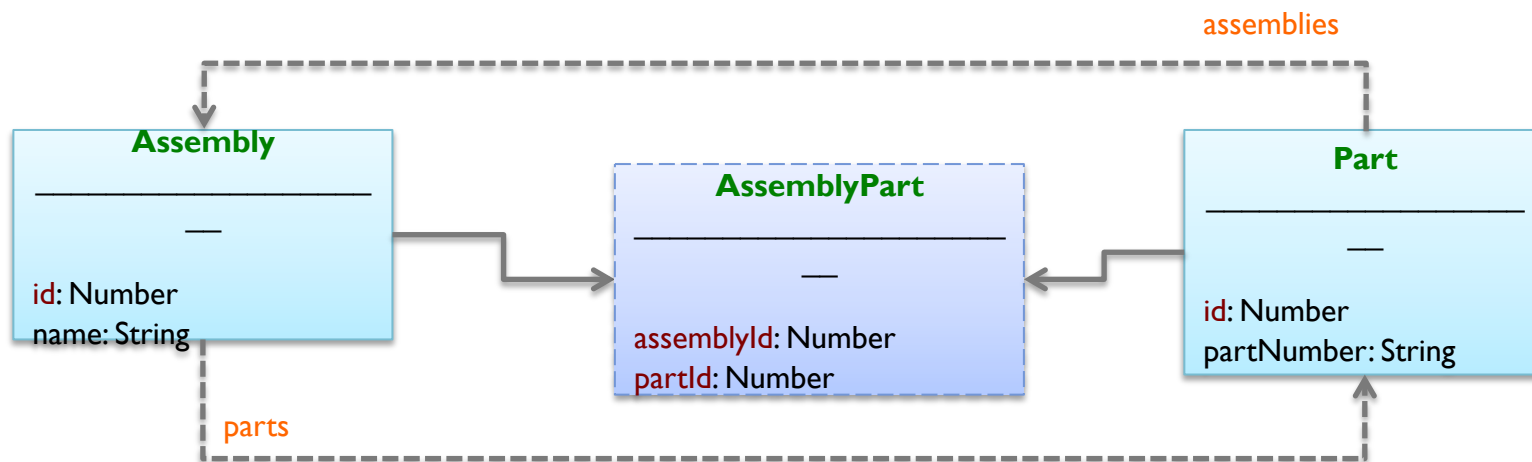 assemblies
Assembly
id: Number
name: String
AssemblyPart
assemblyId: Number
partId: Number
Part
id: Number
partNumber: String
parts